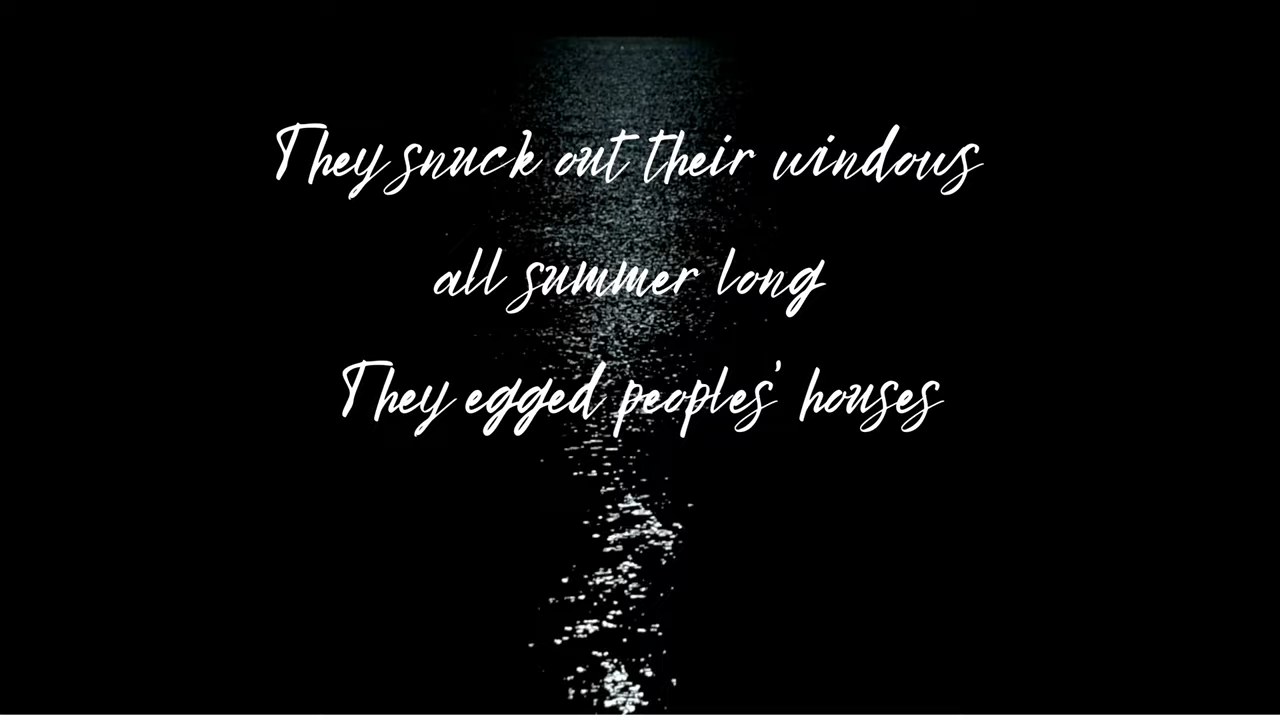 They snuck out their windows
all summer long
They egged peoples' houses